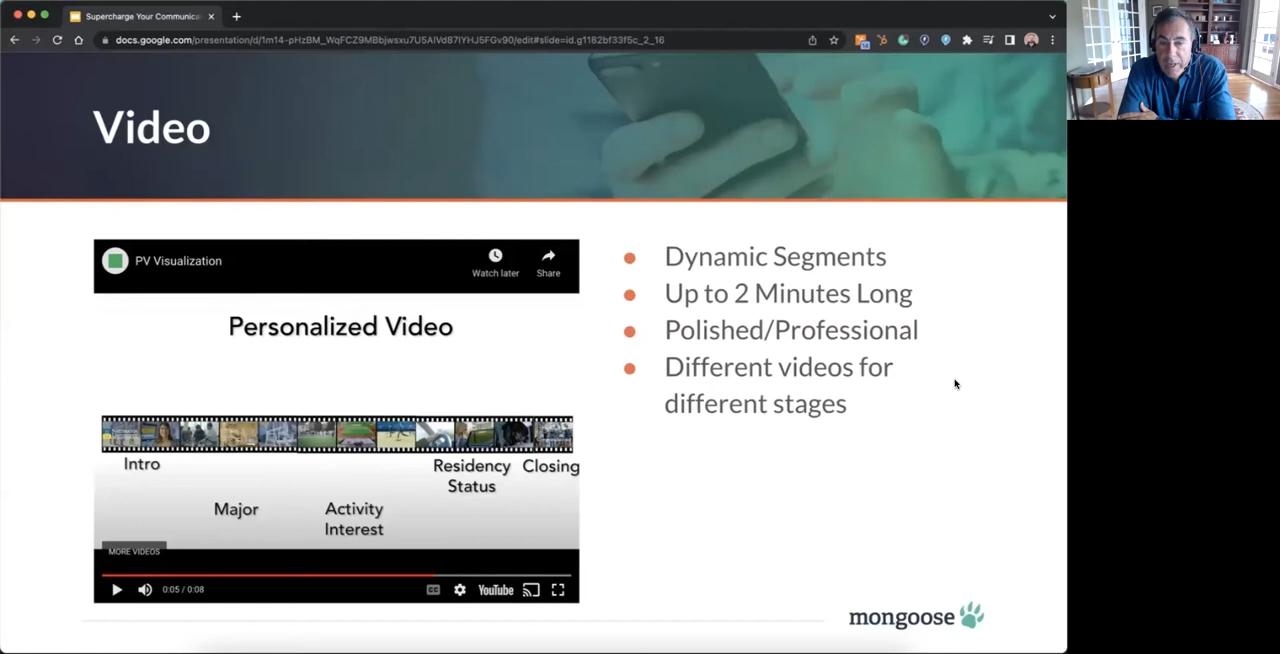 Supercharge Your Communica
docs.google.com/presentation/d/1m14-pHzBM_WqFCZ9MBbjwsxu7U5AIVd87IYHJ5FGv90/edit#slide=id.g1182bf33f5c_2_16
Video
PV Visualization
Watch later
Share
Personalized Video
Intro
Major
Activity
Interest
Residency
Status
Closing
MORE VIDEOS
0:05 / 0:08
CC
YouTube
Dynamic Segments
Up to 2 Minutes Long
Polished/Professional
Different videos for
different stages
mongoose